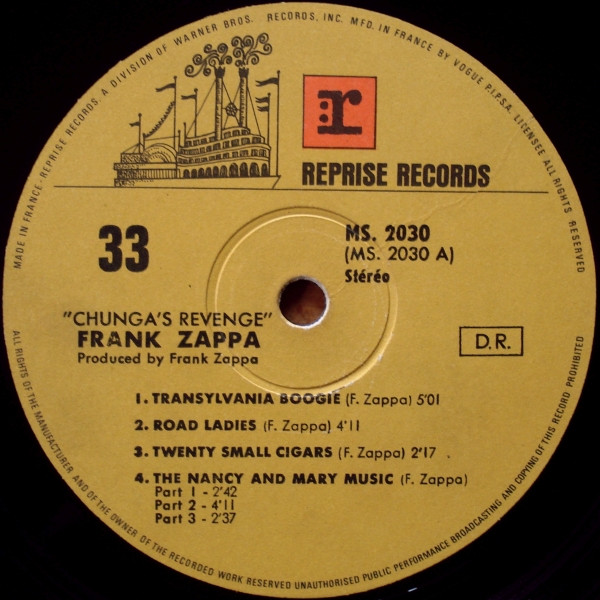 MADE IN FRANCE · REPRISE RECORDS, A DIVISION OF WARNER BROS. RECORDS, INC. MFD. IN FRANCE BY VOGUE P.I.P.S.A. LICENSEE ALL RIGHTS RESERVED
r
REPRISE RECORDS
33
MS. 2030
(MS. 2030 A)
Stéréo
"CHUNGA'S REVENGE"
FRANK ZAPPA
Produced by Frank Zappa
D.R.
1. TRANSYLVANIA BOOGIE (F. Zappa) 5'01
2. ROAD LADIES (F. Zappa) 4'11
3. TWENTY SMALL CIGARS (F. Zappa) 2'17
4. THE NANCY AND MARY MUSIC (F. Zappa)
Part 1 - 2'42
Part 2 - 4'11
Part 3 - 2'37
ALL RIGHTS OF THE MANUFACTURER, AND OF THE OWNER OF THE RECORDED WORK RESERVED UNAUTHORISED PUBLIC PERFORMANCE BROADCASTING AND COPYING OF THIS RECORD PROHIBITED